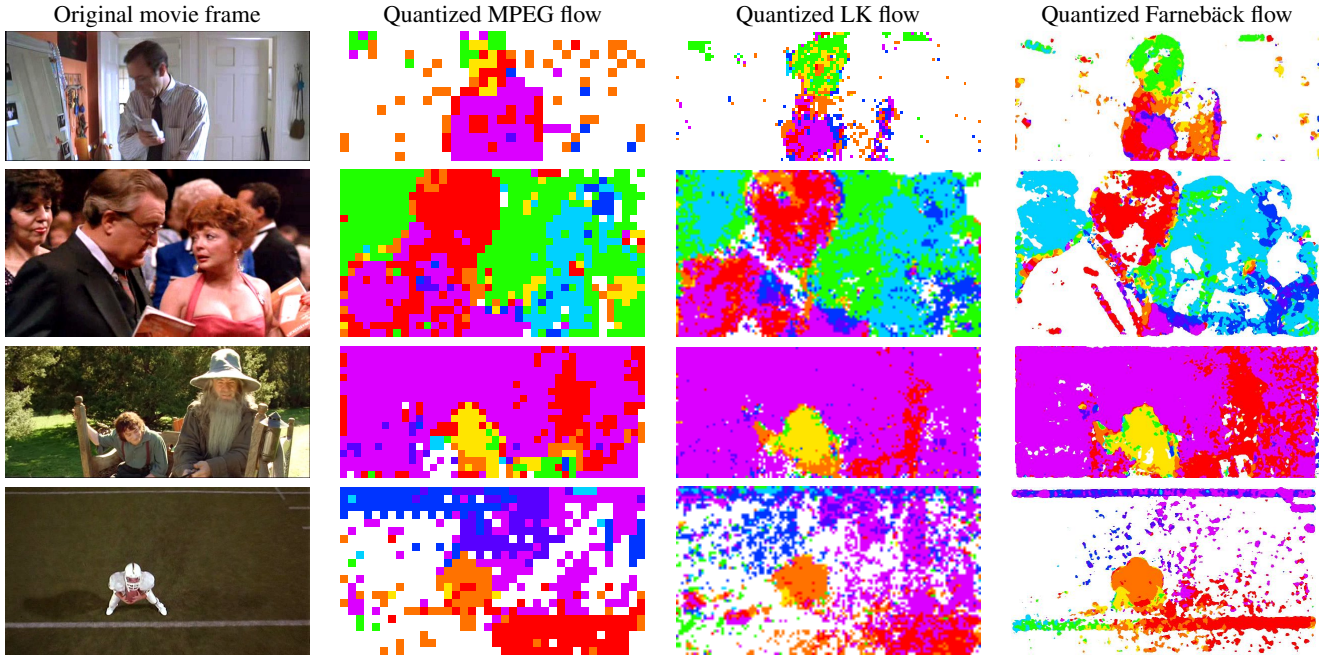 Original movie frame
Quantized MPEG flow
Quantized LK flow
Quantized Farnebäck flow